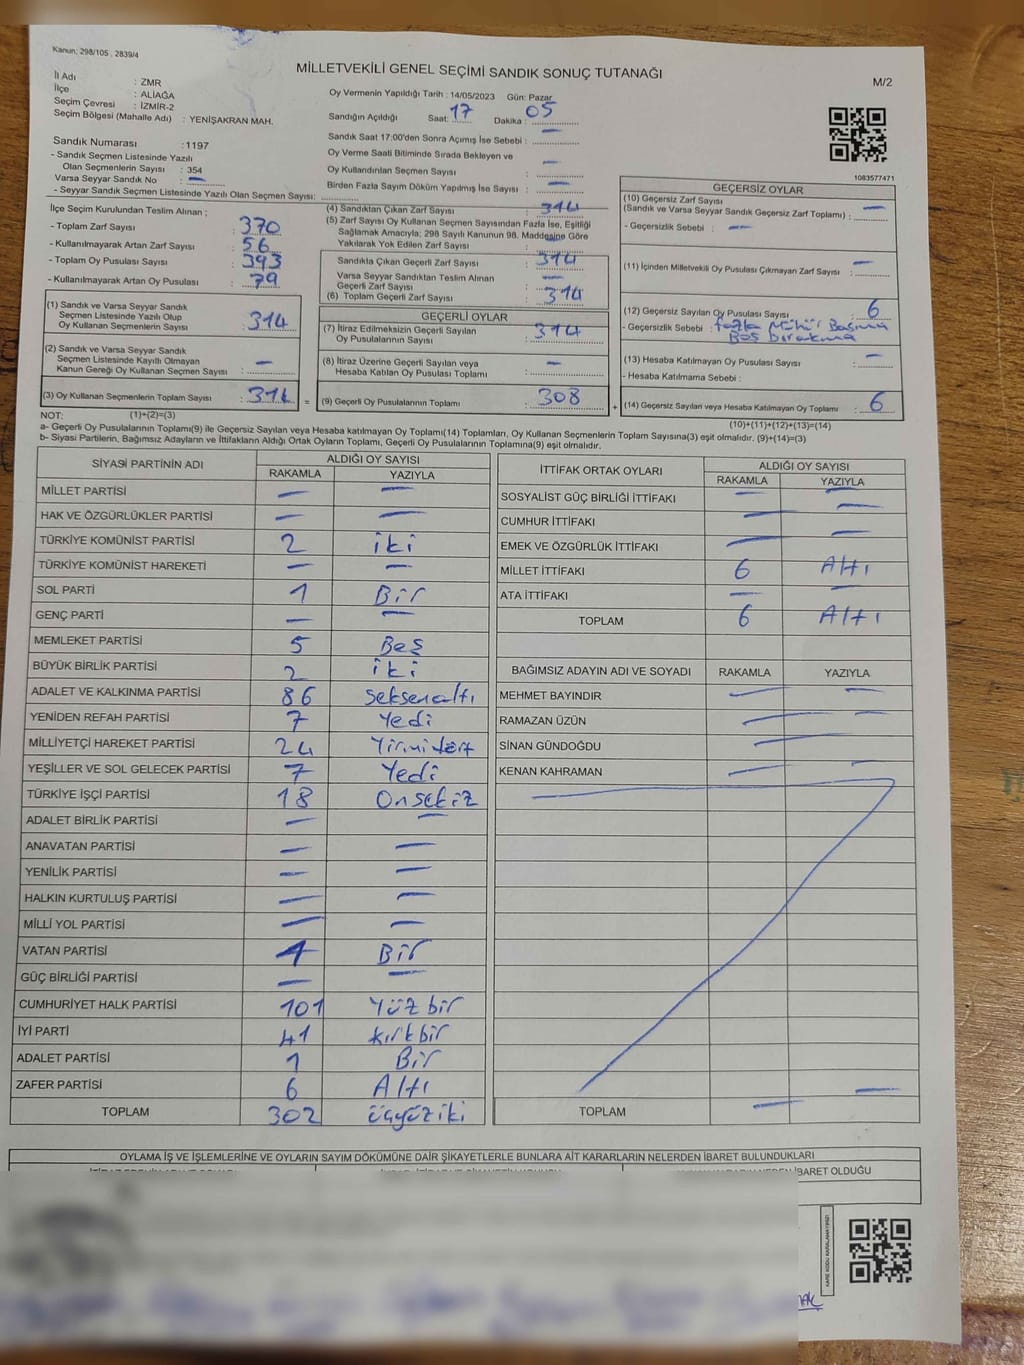 Kanun; 298/105 , 2839/4
MİLLETVEKİLİ GENEL SEÇİMİ SANDIK SONUÇ TUTANAĞI
M/2
İl Adı : ZMR
İlçe : ALİAĞA
Seçim Çevresi : İZMİR-2
Seçim Bölgesi (Mahalle Adı) : YENİŞAKRAN MAH.
Sandık Numarası :1197
- Sandık Seçmen Listesinde Yazılı
Olan Seçmenlerin Sayısı : 354
Varsa Seyyar Sandık No : —
- Seyyar Sandık Seçmen Listesinde Yazılı Olan Seçmen Sayısı:
İlçe Seçim Kurulundan Teslim Alınan ;
- Toplam Zarf Sayısı : 370
- Kullanılmayarak Artan Zarf Sayısı : 56
- Toplam Oy Pusulası Sayısı : 393
- Kullanılmayarak Artan Oy Pusulası : 79
(1) Sandık ve Varsa Seyyar Sandık
Seçmen Listesinde Yazılı Olup
Oy Kullanan Seçmenlerin Sayısı : 314
(2) Sandık ve Varsa Seyyar Sandık
Seçmen Listesinde Kayıtlı Olmayan
Kanun Gereği Oy Kullanan Seçmen Sayısı : —
(3) Oy Kullanan Seçmenlerin Toplam Sayısı : 314
Oy Vermenin Yapıldığı Tarih : 14/05/2023 Gün: Pazar
Sandığın Açıldığı Saat: 17 Dakika : 05
Sandık Saat 17:00'den Sonra Açımış İse Sebebi : —
Oy Verme Saati Bitiminde Sırada Bekleyen ve
Oy Kullandırılan Seçmen Sayısı : —
Birden Fazla Sayım Döküm Yapılmış İse Sayısı : —
(4) Sandıktan Çıkan Zarf Sayısı : 314
(5) Zarf Sayısı Oy Kullanan Seçmen Sayısından Fazla İse, Eşitliği
Sağlamak Amacıyla; 298 Sayılı Kanunun 98. Maddesine Göre
Yakılarak Yok Edilen Zarf Sayısı : —
Sandıkla Çıkan Geçerli Zarf Sayısı : 314
Varsa Seyyar Sandıktan Teslim Alınan
Geçerli Zarf Sayısı : —
(6) Toplam Geçerli Zarf Sayısı : 314
GEÇERLİ OYLAR
(7) İtiraz Edilmeksizin Geçerli Sayılan
Oy Pusulalarının Sayısı : 314
(8) İtiraz Üzerine Geçerli Sayılan veya
Hesaba Katılan Oy Pusulası Toplamı : —
(9) Geçerli Oy Pusulalarının Toplamı : 308
1083577471
GEÇERSİZ OYLAR
(10) Geçersiz Zarf Sayısı
(Sandık ve Varsa Seyyar Sandık Geçersiz Zarf Toplamı) : —
- Geçersizlik Sebebi : —
(11) İçinden Milletvekili Oy Pusulası Çıkmayan Zarf Sayısı : —
(12) Geçersiz Sayılan Oy Pusulası Sayısı : 6
- Geçersizlik Sebebi : fazla Mühür Basma
Boş bırakma
(13) Hesaba Katılmayan Oy Pusulası Sayısı : —
- Hesaba Katılmama Sebebi :
(14) Geçersiz Sayılan veya Hesaba Katılmayan Oy Toplamı : 6
NOT: (1)+(2)=(3)
(10)+(11)+(12)+(13)=(14)
a- Geçerli Oy Pusulalarının Toplamı(9) ile Geçersiz Sayılan veya Hesaba katılmayan Oy Toplamı(14) Toplamları, Oy Kullanan Seçmenlerin Toplam Sayısına(3) eşit olmalıdır. (9)+(14)=(3)
b- Siyasi Partilerin, Bağımsız Adayların ve İttifakların Aldığı Ortak Oyların Toplamı, Geçerli Oy Pusulalarının Toplamına(9) eşit olmalıdır.
SİYASİ PARTİNİN ADI ALDIĞI OY SAYISI
RAKAMLA YAZIYLA
MİLLET PARTİSİ — —
HAK VE ÖZGÜRLÜKLER PARTİSİ — —
TÜRKİYE KOMÜNİST PARTİSİ 2 iki
TÜRKİYE KOMÜNİST HAREKETİ — —
SOL PARTİ 1 Bir
GENÇ PARTİ — —
MEMLEKET PARTİSİ 5 Beş
BÜYÜK BİRLİK PARTİSİ 2 iki
ADALET VE KALKINMA PARTİSİ 86 seksenaltı
YENİDEN REFAH PARTİSİ 7 Yedi
MİLLİYETÇİ HAREKET PARTİSİ 24 Yirmidört
YEŞİLLER VE SOL GELECEK PARTİSİ 7 Yedi
TÜRKİYE İŞÇİ PARTİSİ 18 Onsekiz
ADALET BİRLİK PARTİSİ — —
ANAVATAN PARTİSİ — —
YENİLİK PARTİSİ — —
HALKIN KURTULUŞ PARTİSİ — —
MİLLİ YOL PARTİSİ — —
VATAN PARTİSİ 1 Bir
GÜÇ BİRLİĞİ PARTİSİ — —
CUMHURİYET HALK PARTİSİ 101 Yüzbir
İYİ PARTİ 41 kırkbir
ADALET PARTİSİ 1 Bir
ZAFER PARTİSİ 6 Altı
TOPLAM 302 üçyüziki
İTTİFAK ORTAK OYLARI ALDIĞI OY SAYISI
RAKAMLA YAZIYLA
SOSYALİST GÜÇ BİRLİĞİ İTTİFAKI — —
CUMHUR İTTİFAKI — —
EMEK VE ÖZGÜRLÜK İTTİFAKI — —
MİLLET İTTİFAKI 6 Altı
ATA İTTİFAKI — —
TOPLAM 6 Altı
BAĞIMSIZ ADAYIN ADI VE SOYADI RAKAMLA YAZIYLA
MEHMET BAYINDIR — —
RAMAZAN ÜZÜN — —
SİNAN GÜNDOĞDU — —
KENAN KAHRAMAN — —
TOPLAM — —
OYLAMA İŞ VE İŞLEMLERİNE VE OYLARIN SAYIM DÖKÜMÜNE DAİR ŞİKAYETLERLE BUNLARA AİT KARARLARIN NELERDEN İBARET BULUNDUKLARI
İBARET OLDUĞU